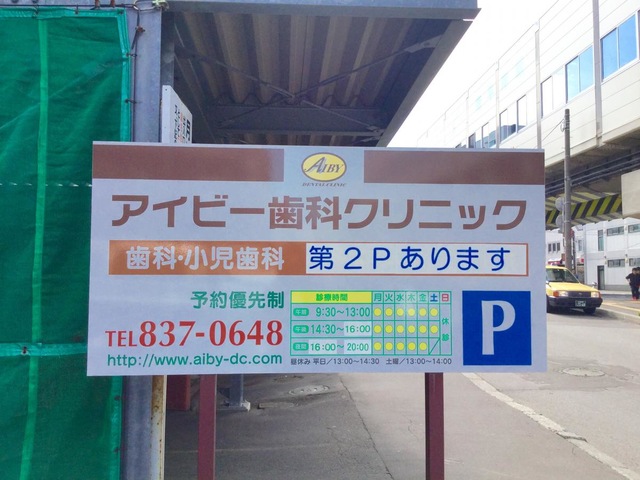 AIBY
DENTAL CLINIC
アイビー歯科クリニック
歯科・小児歯科 第2Pあります
予約優先制
TEL837-0648
http://www.aiby-dc.com
診療時間 月 火 水 木 金 土 日
午前 9:30～13:00
午後 14:30～16:00
夜間 16:00～20:00
休診
昼休み 平日／13:00～14:30 土曜／13:00～14:00
P
月